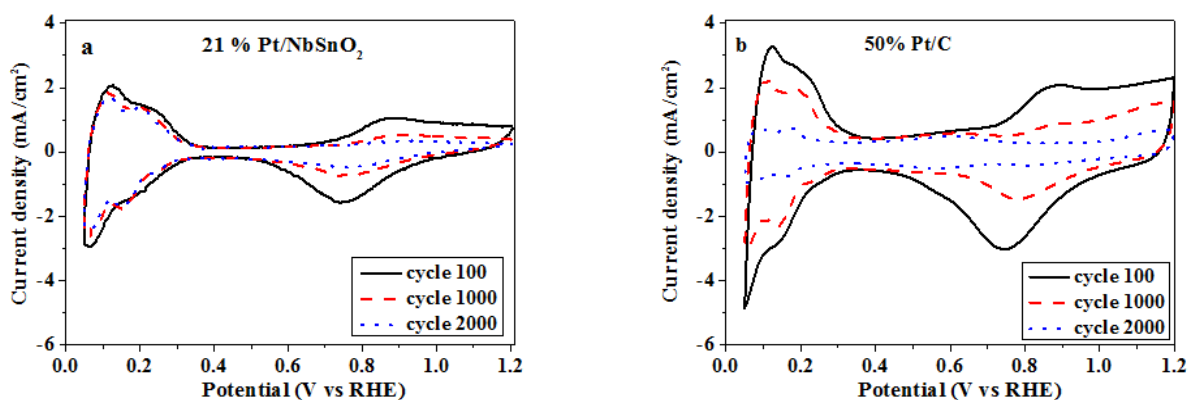 a
21 % Pt/NbSnO₂
4
2
0
-2
-4
-6
Current density (mA/cm²)
cycle 100
cycle 1000
cycle 2000
0.0 0.2 0.4 0.6 0.8 1.0 1.2
Potential (V vs RHE)
b
50% Pt/C
4
2
0
-2
-4
-6
Current density (mA/cm²)
cycle 100
cycle 1000
cycle 2000
0.0 0.2 0.4 0.6 0.8 1.0 1.2
Potential (V vs RHE)